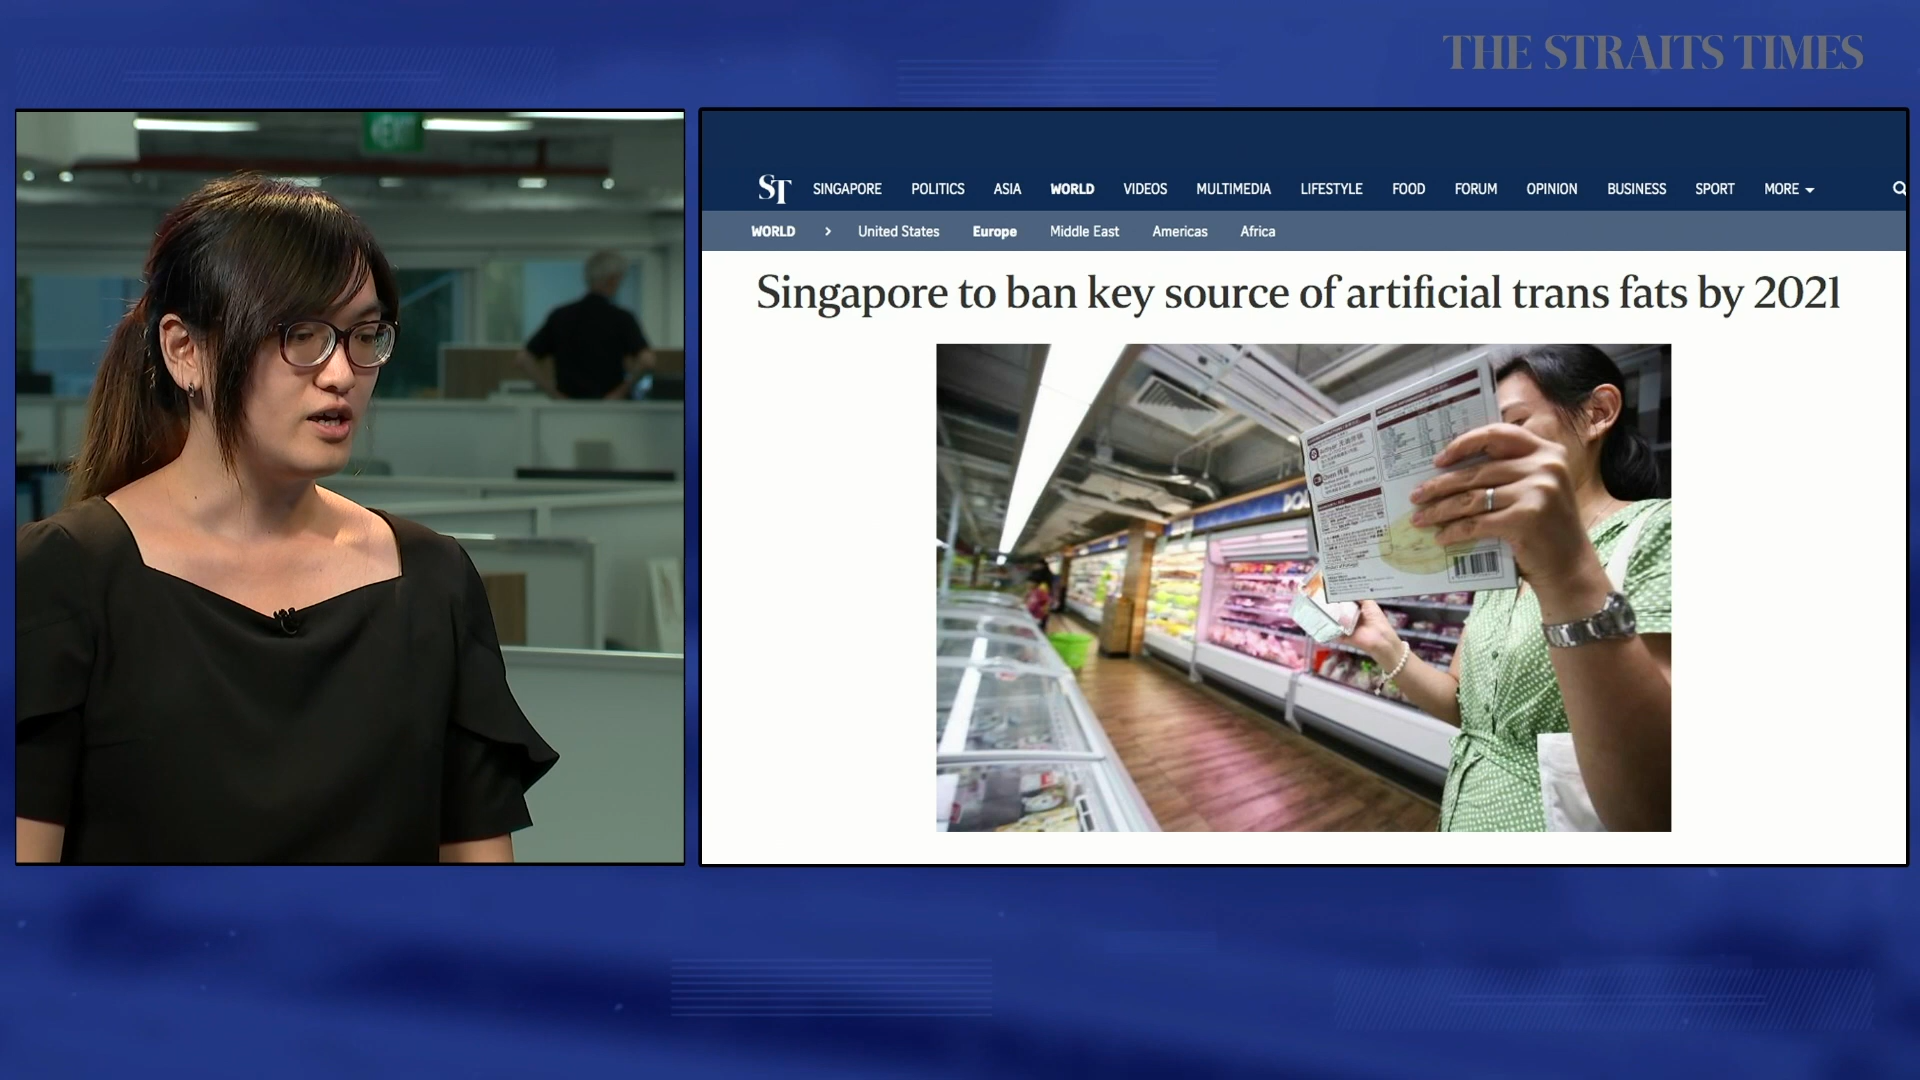 THE STRAITS TIMES
EXIT
ST SINGAPORE POLITICS ASIA WORLD VIDEOS MULTIMEDIA LIFESTYLE FOOD FORUM OPINION BUSINESS SPORT MORE
WORLD > United States Europe Middle East Americas Africa
Singapore to ban key source of artificial trans fats by 2021